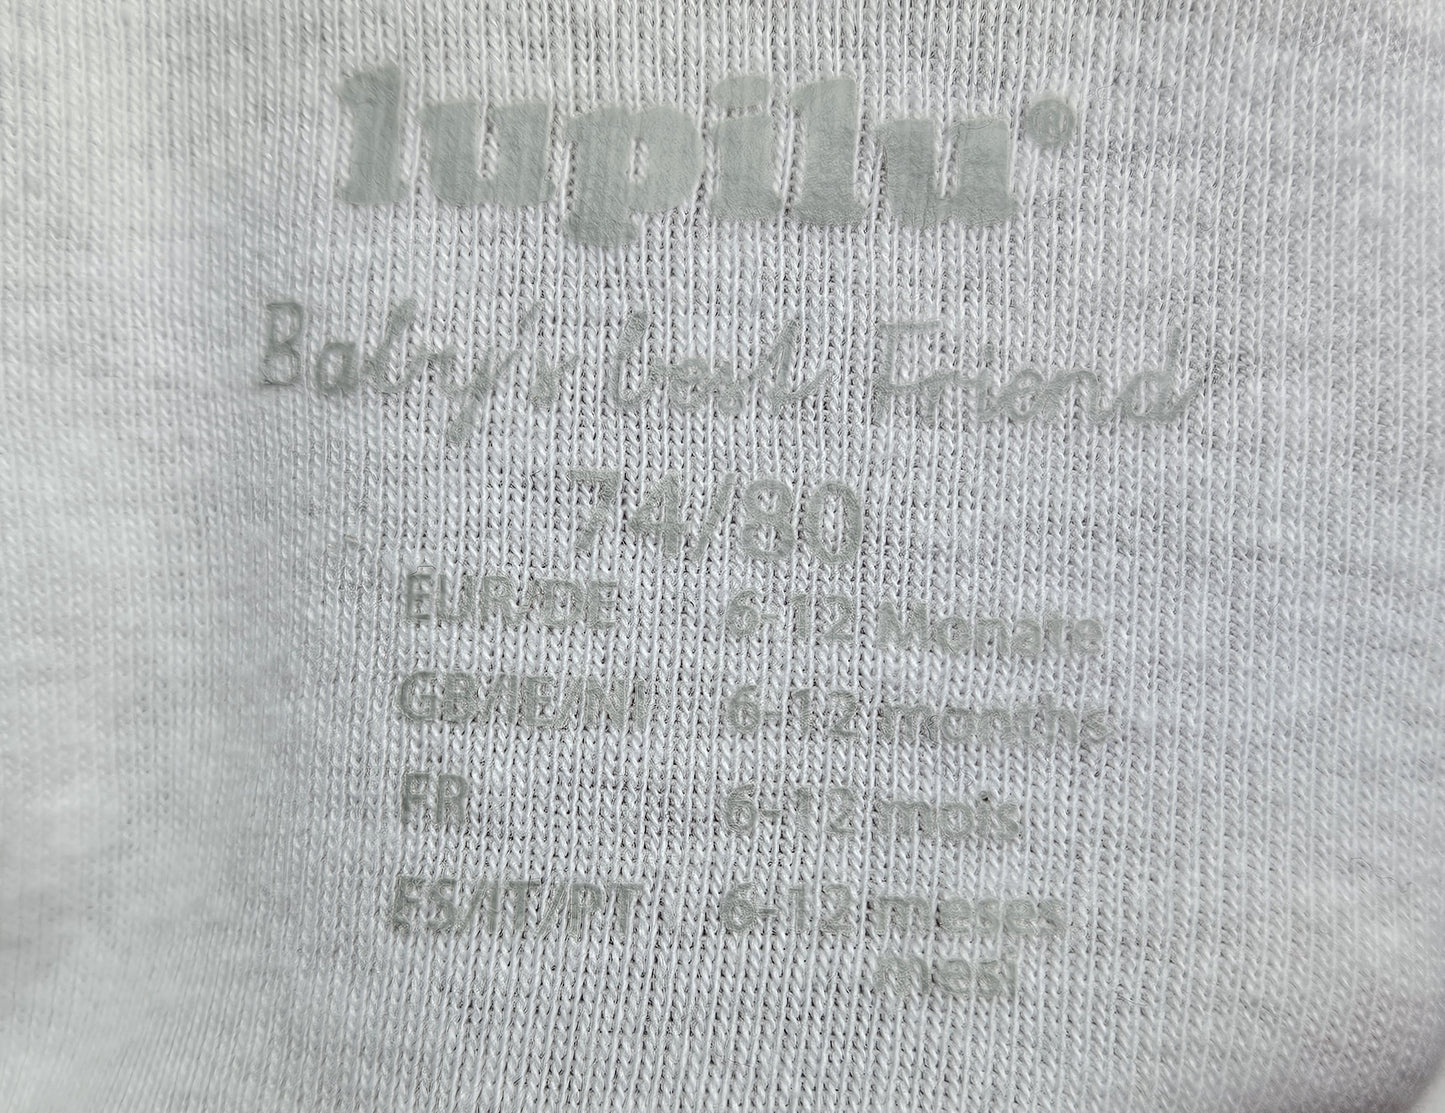 lupilu®
Baby's best Friend
74/80
EUR/DE 6-12 Monate
GB/IE/NI 6-12 months
FR 6-12 mois
ES/IT/PT 6-12 meses
mesi